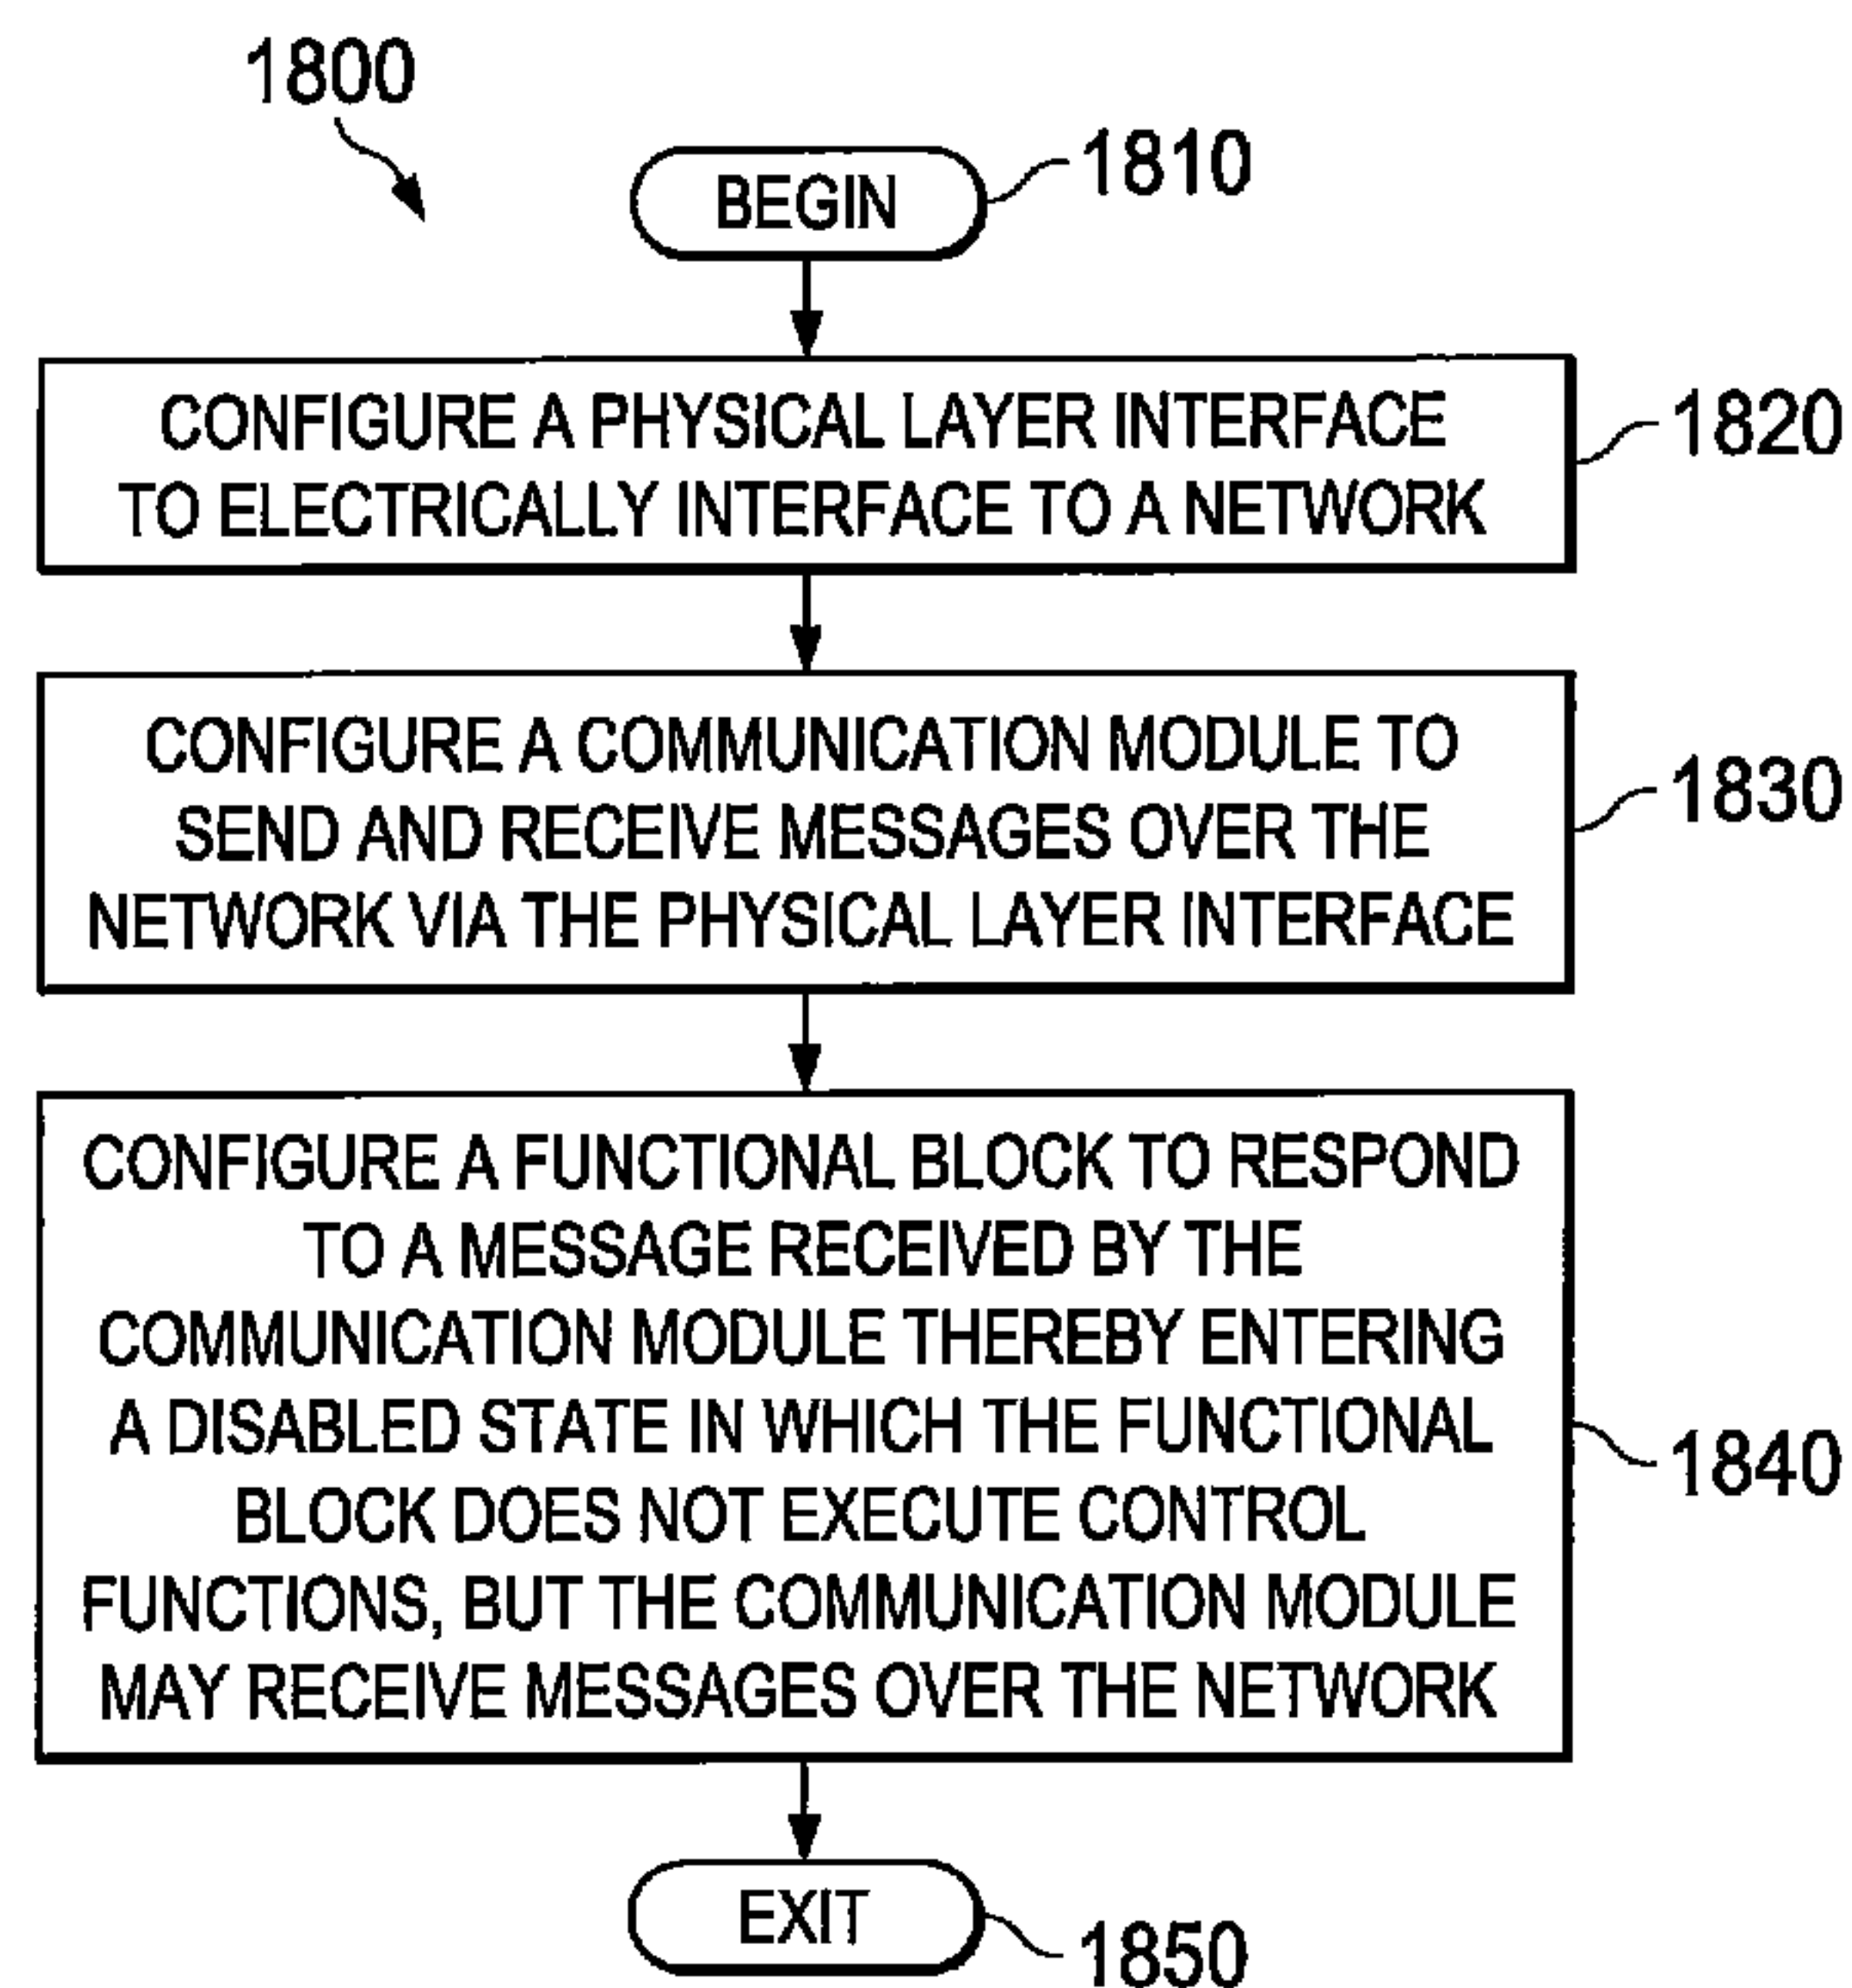 1800
BEGIN
1810
CONFIGURE A PHYSICAL LAYER INTERFACE
TO ELECTRICALLY INTERFACE TO A NETWORK
1820
CONFIGURE A COMMUNICATION MODULE TO
SEND AND RECEIVE MESSAGES OVER THE
NETWORK VIA THE PHYSICAL LAYER INTERFACE
1830
CONFIGURE A FUNCTIONAL BLOCK TO RESPOND
TO A MESSAGE RECEIVED BY THE
COMMUNICATION MODULE THEREBY ENTERING
A DISABLED STATE IN WHICH THE FUNCTIONAL
BLOCK DOES NOT EXECUTE CONTROL
FUNCTIONS, BUT THE COMMUNICATION MODULE
MAY RECEIVE MESSAGES OVER THE NETWORK
1840
EXIT
1850